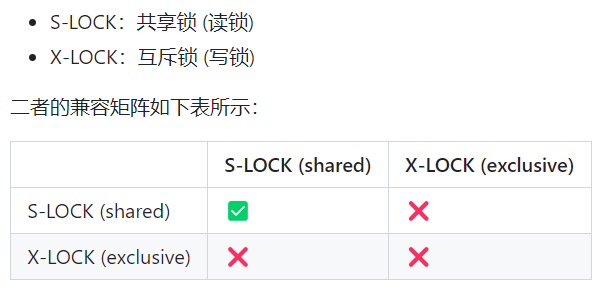 S-LOCK：共享锁 (读锁)
X-LOCK：互斥锁 (写锁)
二者的兼容矩阵如下表所示：
S-LOCK (shared) X-LOCK (exclusive)
S-LOCK (shared) ✅ ❌
X-LOCK (exclusive) ❌ ❌